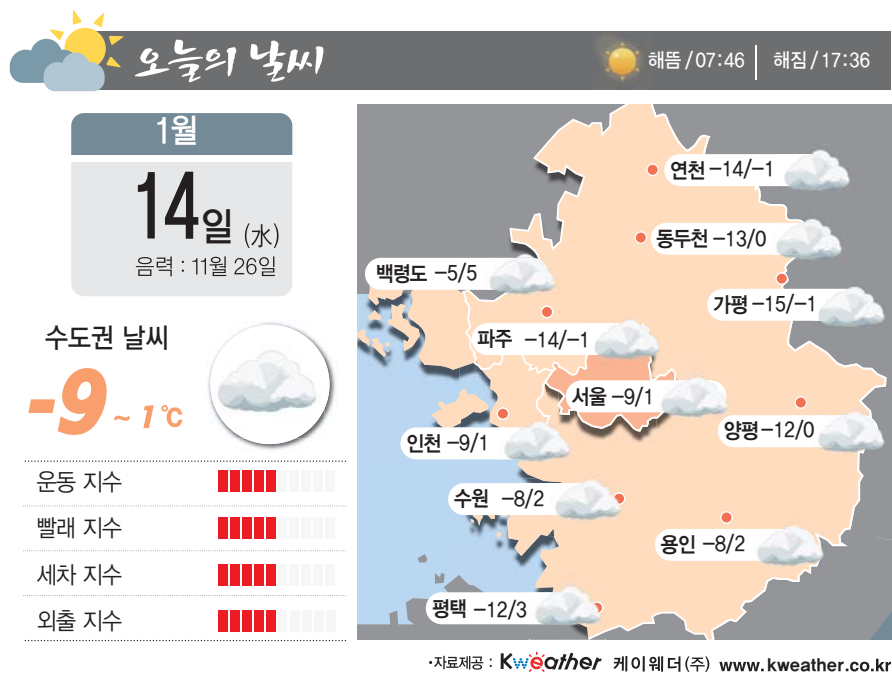 오늘의 날씨
해뜸/07:46 | 해짐/17:36
1월
14일 (水)
음력 : 11월 26일
수도권 날씨
-9 ~ 1℃
운동 지수
빨래 지수
세차 지수
외출 지수
연천 -14/-1
동두천 -13/0
백령도 -5/5
가평 -15/-1
파주 -14/-1
서울 -9/1
양평 -12/0
인천 -9/1
수원 -8/2
용인 -8/2
평택 -12/3
·자료제공 : Kweather 케이웨더(주) www.kweather.co.kr